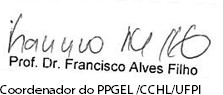 Prof. Dr. Francisco Alves Filho
Coordenador do PPGEL /CCHL/UFPI